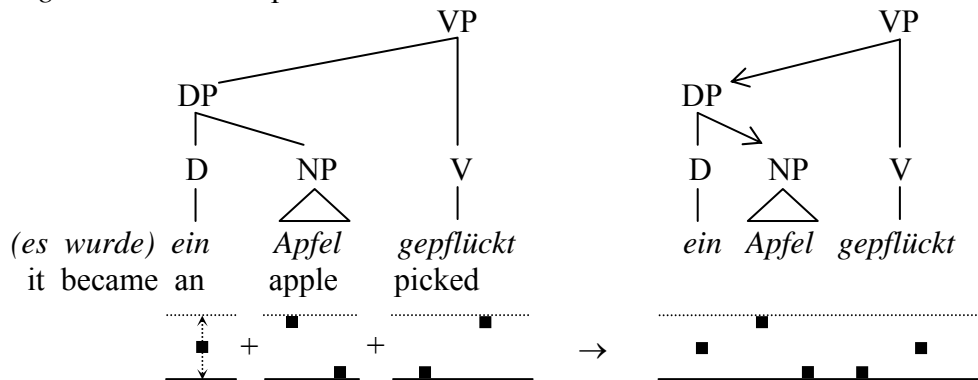 VP VP
DP DP
D NP V D NP V
(es wurde) ein Apfel gepflückt ein Apfel gepflückt
it became an apple picked
+ + →